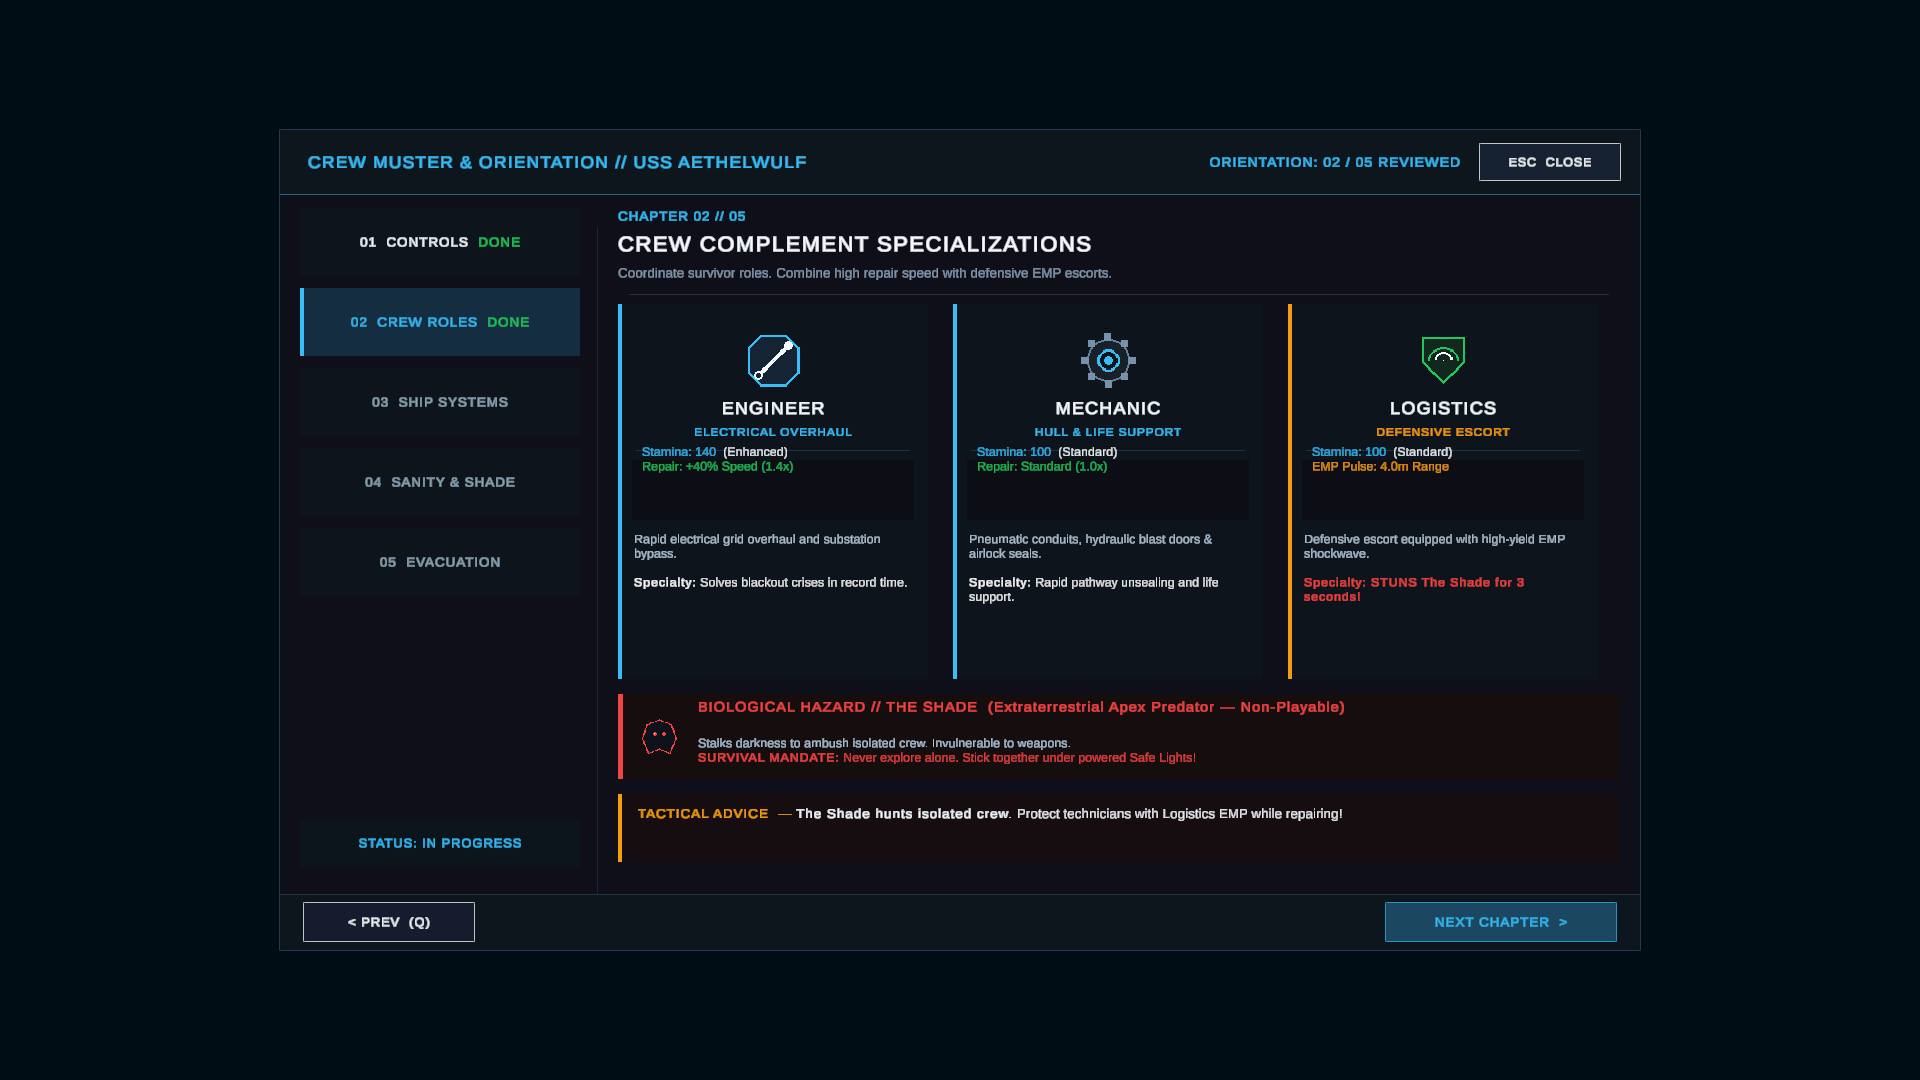 CREW MUSTER & ORIENTATION // USS AETHELWULF
ORIENTATION: 02 / 05 REVIEWED
ESC CLOSE
01 CONTROLS DONE
02 CREW ROLES DONE
03 SHIP SYSTEMS
04 SANITY & SHADE
05 EVACUATION
STATUS: IN PROGRESS
CHAPTER 02 // 05
CREW COMPLEMENT SPECIALIZATIONS
Coordinate survivor roles. Combine high repair speed with defensive EMP escorts.
ENGINEER
ELECTRICAL OVERHAUL
Stamina: 140 (Enhanced)
Repair: +40% Speed (1.4x)
Rapid electrical grid overhaul and substation
bypass.
Specialty: Solves blackout crises in record time.
MECHANIC
HULL & LIFE SUPPORT
Stamina: 100 (Standard)
Repair: Standard (1.0x)
Pneumatic conduits, hydraulic blast doors &
airlock seals.
Specialty: Rapid pathway unsealing and life
support.
LOGISTICS
DEFENSIVE ESCORT
Stamina: 100 (Standard)
EMP Pulse: 4.0m Range
Defensive escort equipped with high-yield EMP
shockwave.
Specialty: STUNS The Shade for 3
seconds!
BIOLOGICAL HAZARD // THE SHADE (Extraterrestrial Apex Predator — Non-Playable)
Stalks darkness to ambush isolated crew. Invulnerable to weapons.
SURVIVAL MANDATE: Never explore alone. Stick together under powered Safe Lights!
TACTICAL ADVICE — The Shade hunts isolated crew. Protect technicians with Logistics EMP while repairing!
< PREV (Q)
NEXT CHAPTER >